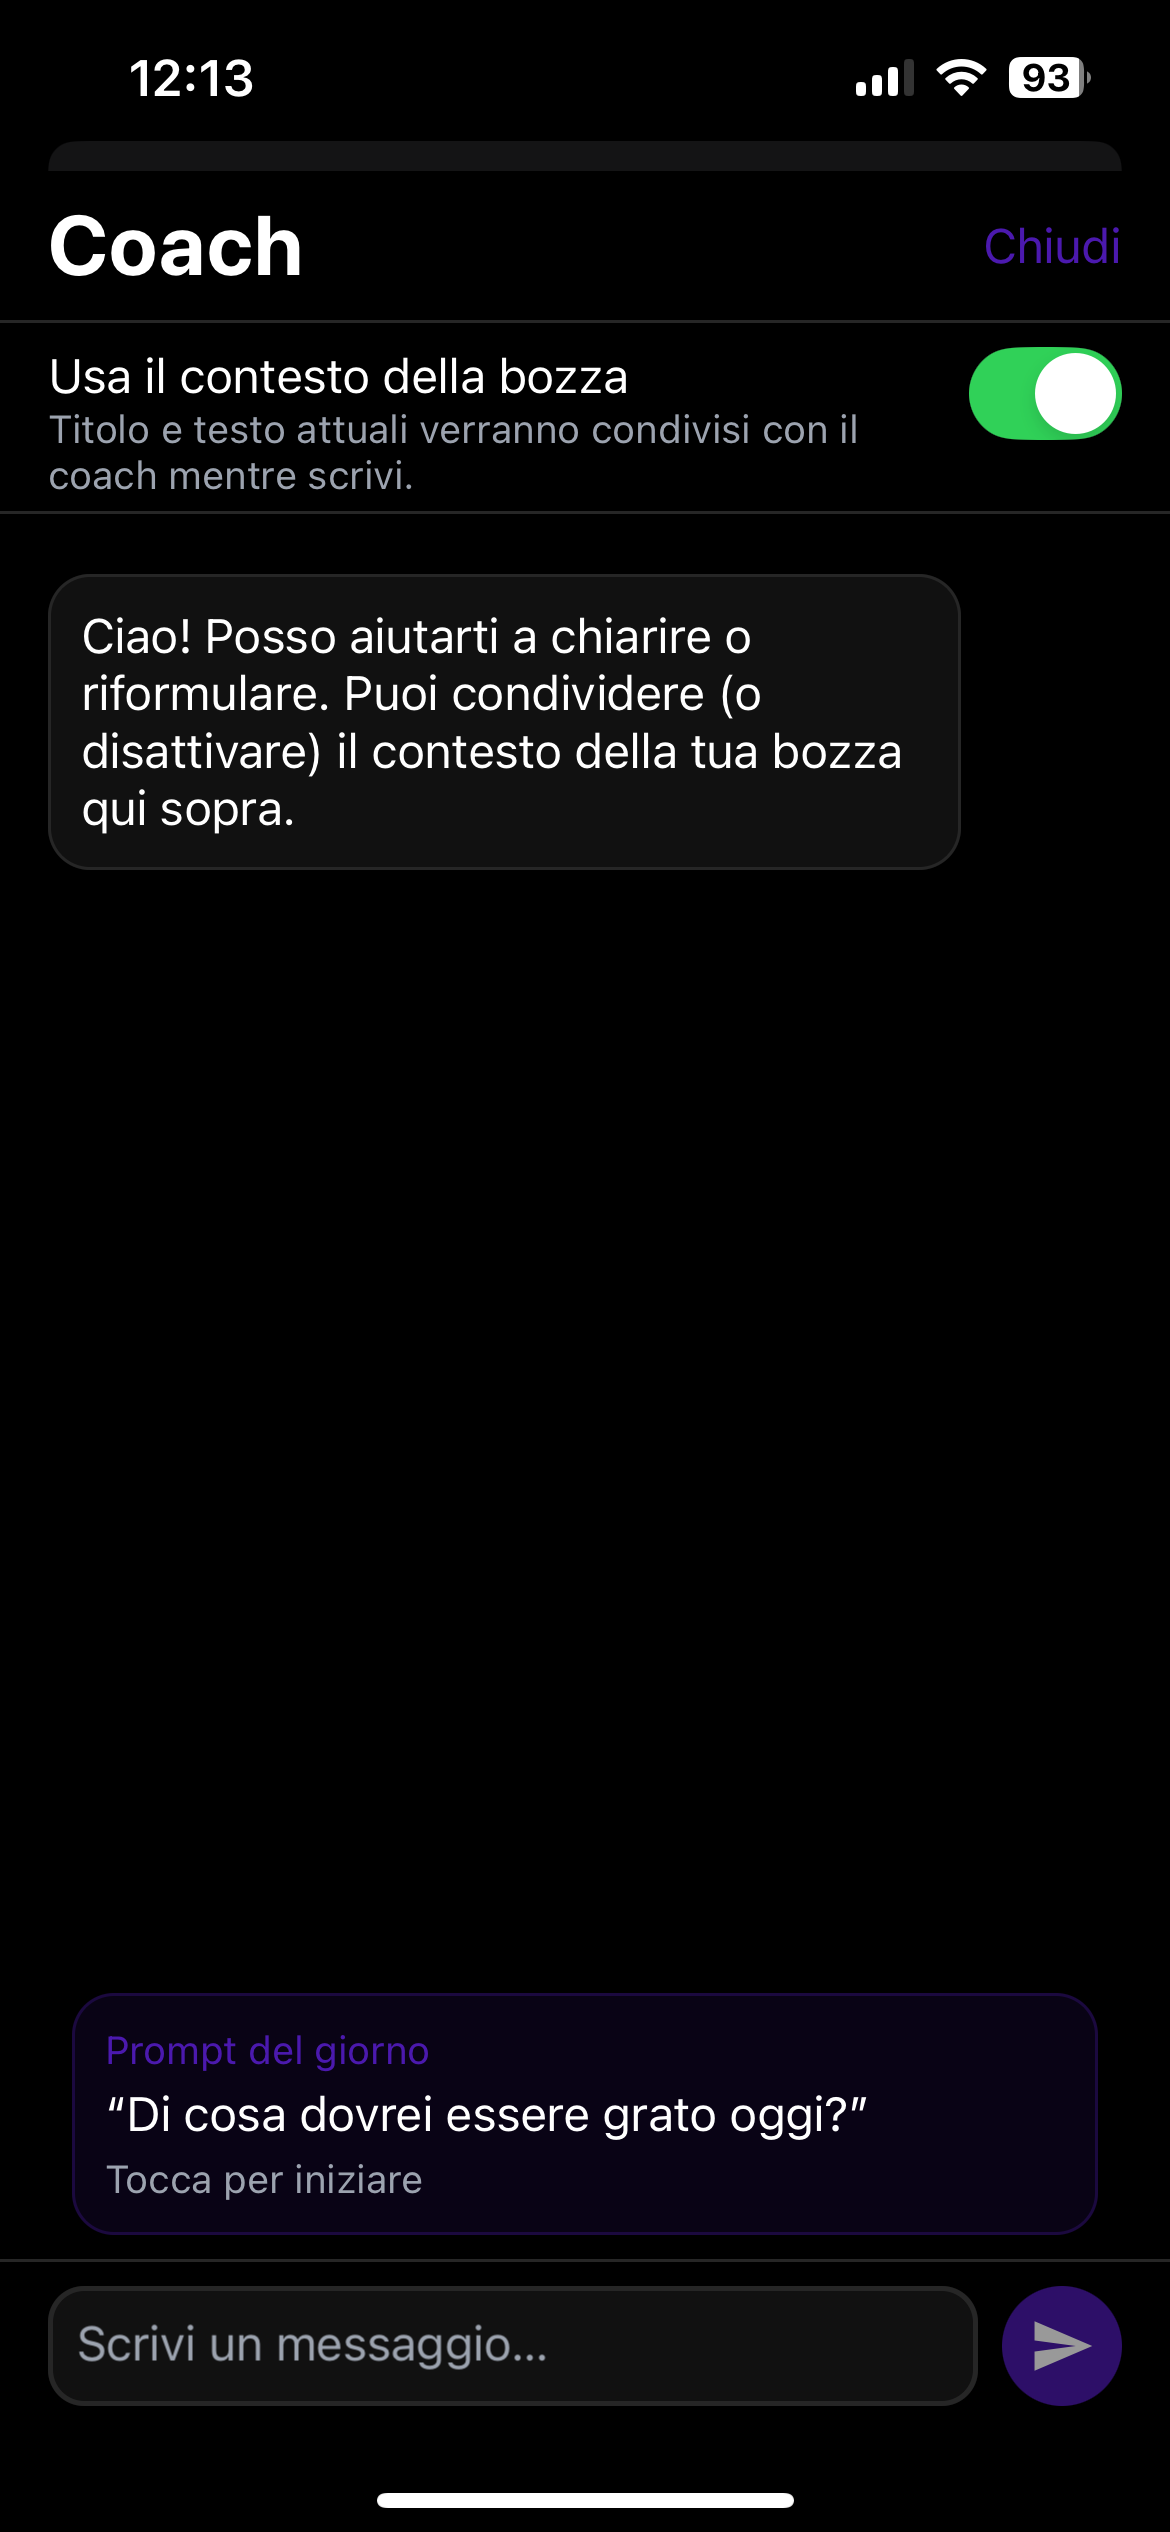 12:13
93
Coach
Chiudi
Usa il contesto della bozza
Titolo e testo attuali verranno condivisi con il
coach mentre scrivi.
Ciao! Posso aiutarti a chiarire o
riformulare. Puoi condividere (o
disattivare) il contesto della tua bozza
qui sopra.
Prompt del giorno
“Di cosa dovrei essere grato oggi?”
Tocca per iniziare
Scrivi un messaggio...